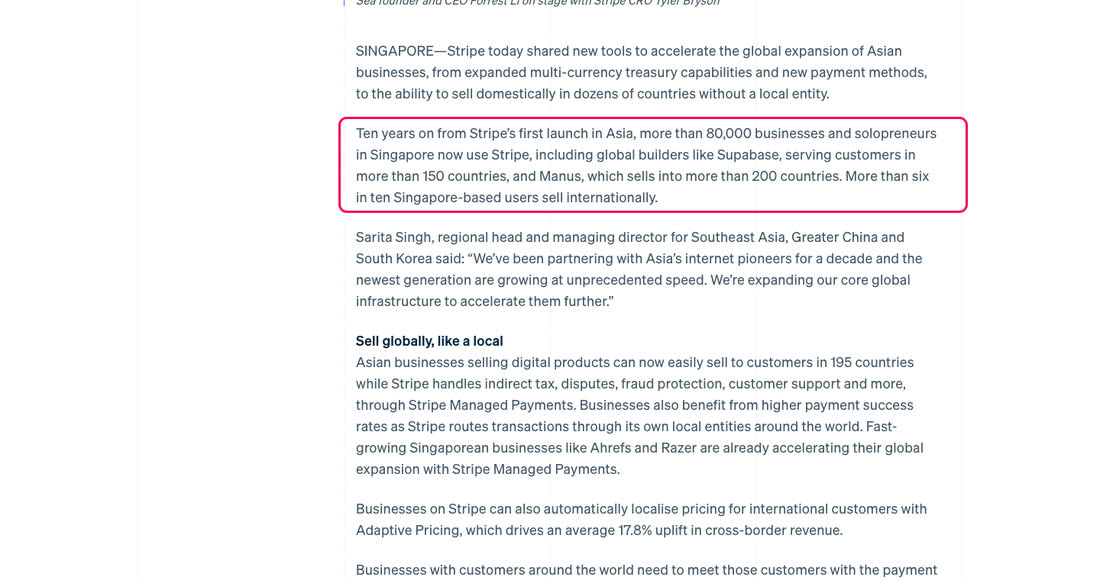 Sea founder and CEO Forrest Li on stage with Stripe CRO Tyler Bryson
SINGAPORE—Stripe today shared new tools to accelerate the global expansion of Asian
businesses, from expanded multi-currency treasury capabilities and new payment methods,
to the ability to sell domestically in dozens of countries without a local entity.
Ten years on from Stripe’s first launch in Asia, more than 80,000 businesses and solopreneurs
in Singapore now use Stripe, including global builders like Supabase, serving customers in
more than 150 countries, and Manus, which sells into more than 200 countries. More than six
in ten Singapore-based users sell internationally.
Sarita Singh, regional head and managing director for Southeast Asia, Greater China and
South Korea said: “We’ve been partnering with Asia’s internet pioneers for a decade and the
newest generation are growing at unprecedented speed. We’re expanding our core global
infrastructure to accelerate them further.”
Sell globally, like a local
Asian businesses selling digital products can now easily sell to customers in 195 countries
while Stripe handles indirect tax, disputes, fraud protection, customer support and more,
through Stripe Managed Payments. Businesses also benefit from higher payment success
rates as Stripe routes transactions through its own local entities around the world. Fast-
growing Singaporean businesses like Ahrefs and Razer are already accelerating their global
expansion with Stripe Managed Payments.
Businesses on Stripe can also automatically localise pricing for international customers with
Adaptive Pricing, which drives an average 17.8% uplift in cross-border revenue.
Businesses with customers around the world need to meet those customers with the payment